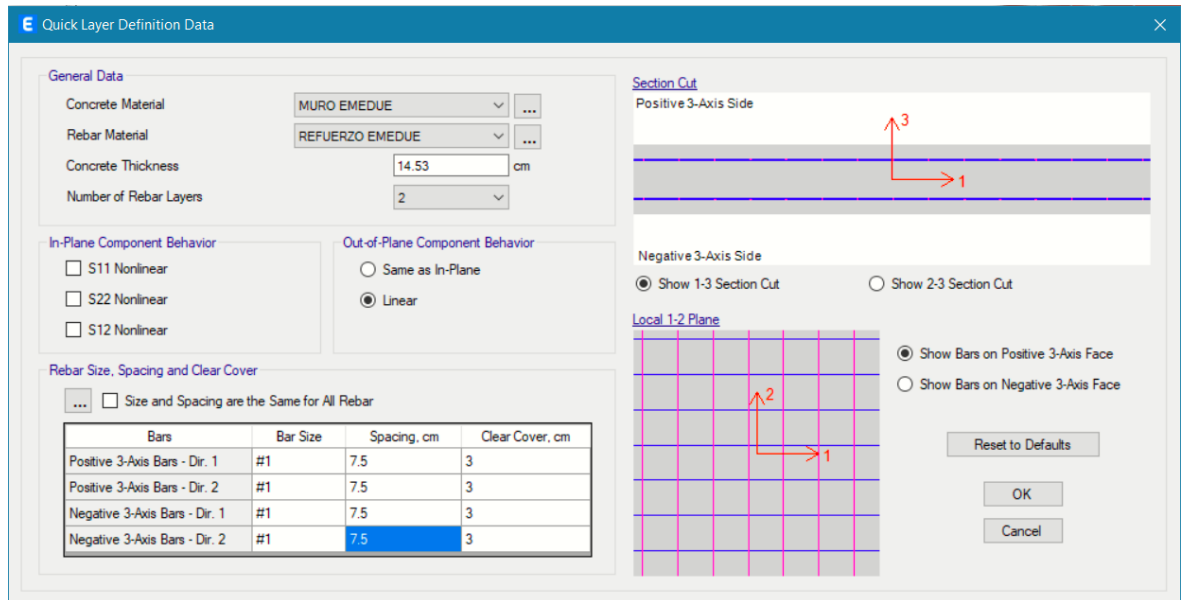 E Quick Layer Definition Data
General Data
Concrete Material MURO EMEDUE ...
Rebar Material REFUERZO EMEDUE ...
Concrete Thickness 14.53 cm
Number of Rebar Layers 2
In-Plane Component Behavior
S11 Nonlinear
S22 Nonlinear
S12 Nonlinear
Out-of-Plane Component Behavior
Same as In-Plane
Linear
Rebar Size, Spacing and Clear Cover
... Size and Spacing are the Same for All Rebar
Bars Bar Size Spacing, cm Clear Cover, cm
Positive 3-Axis Bars - Dir. 1 #1 7.5 3
Positive 3-Axis Bars - Dir. 2 #1 7.5 3
Negative 3-Axis Bars - Dir. 1 #1 7.5 3
Negative 3-Axis Bars - Dir. 2 #1 7.5 3
Section Cut
Positive 3-Axis Side
3
1
Negative 3-Axis Side
Show 1-3 Section Cut Show 2-3 Section Cut
Local 1-2 Plane
2
1
Show Bars on Positive 3-Axis Face
Show Bars on Negative 3-Axis Face
Reset to Defaults
OK
Cancel